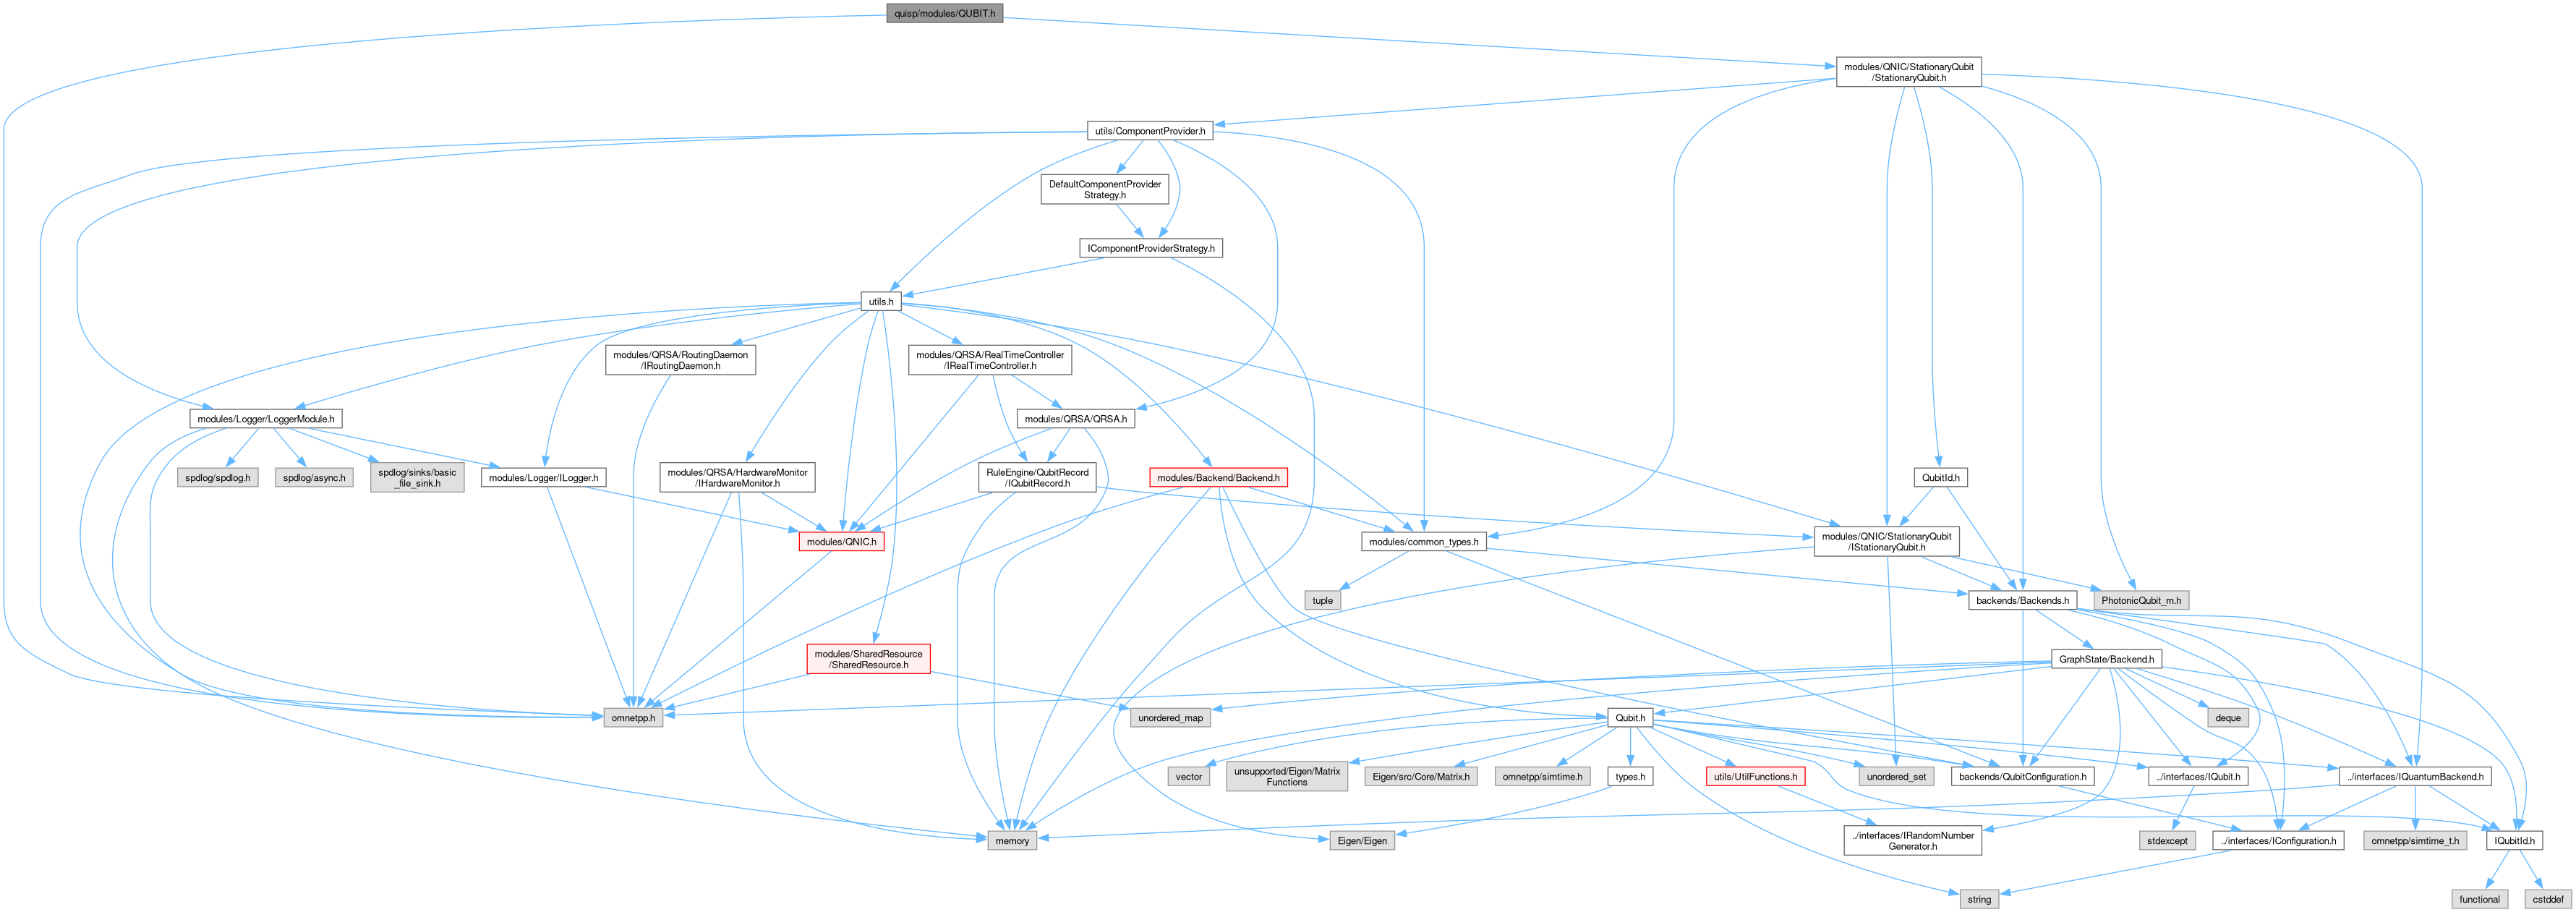 quisp/modules/QUBIT.h
modules/QNIC/StationaryQubit
/StationaryQubit.h
utils/ComponentProvider.h
DefaultComponentProvider
Strategy.h
IComponentProviderStrategy.h
utils.h
modules/QRSA/RoutingDaemon
/IRoutingDaemon.h
modules/QRSA/RealTimeController
/IRealTimeController.h
modules/Logger/LoggerModule.h
modules/QRSA/QRSA.h
spdlog/spdlog.h
spdlog/async.h
spdlog/sinks/basic
_file_sink.h
modules/Logger/ILogger.h
modules/QRSA/HardwareMonitor
/IHardwareMonitor.h
RuleEngine/QubitRecord
/IQubitRecord.h
modules/Backend/Backend.h
QubitId.h
modules/QNIC.h
modules/common_types.h
modules/QNIC/StationaryQubit
/IStationaryQubit.h
tuple
backends/Backends.h
PhotonicQubit_m.h
modules/SharedResource
/SharedResource.h
GraphState/Backend.h
omnetpp.h
unordered_map
Qubit.h
deque
vector
unsupported/Eigen/Matrix
Functions
Eigen/src/Core/Matrix.h
omnetpp/simtime.h
types.h
utils/UtilFunctions.h
unordered_set
backends/QubitConfiguration.h
../interfaces/IQubit.h
../interfaces/IQuantumBackend.h
memory
Eigen/Eigen
../interfaces/IRandomNumber
Generator.h
stdexcept
../interfaces/IConfiguration.h
omnetpp/simtime_t.h
IQubitId.h
string
functional
cstddef